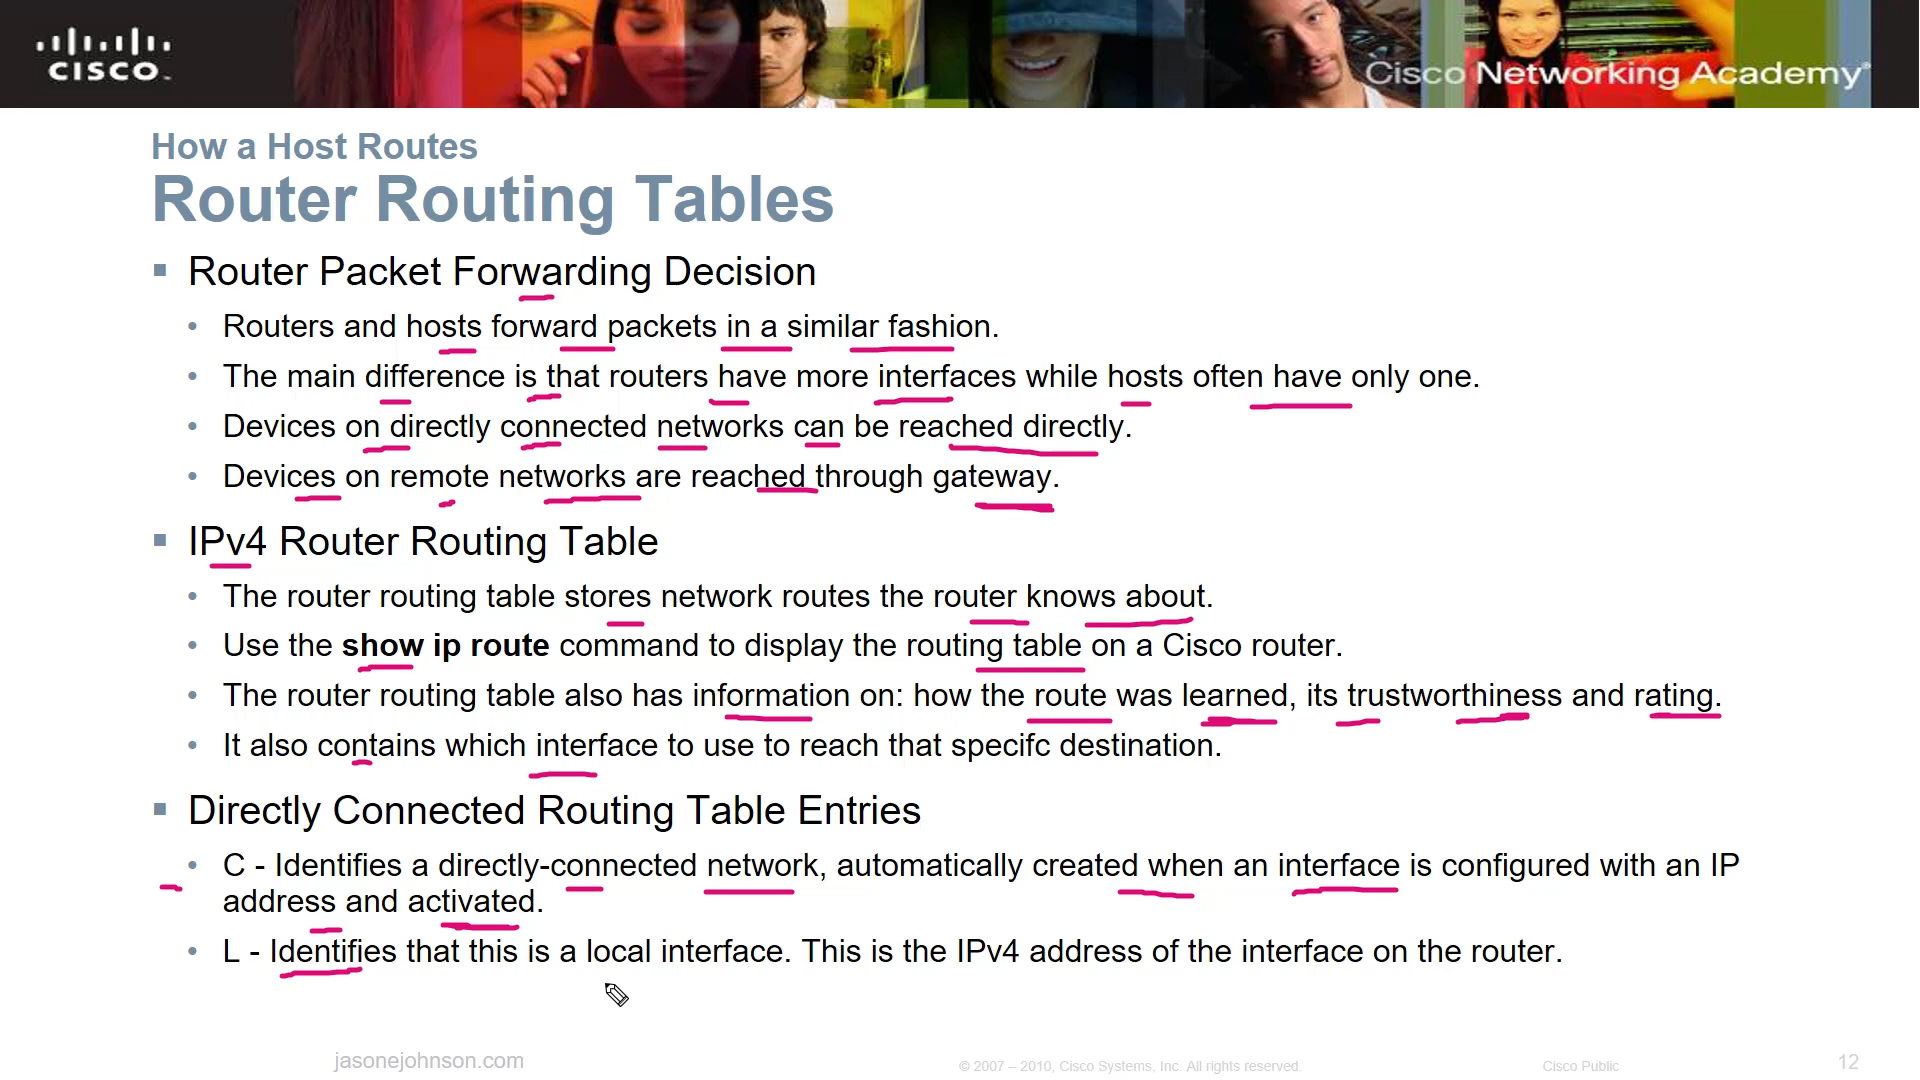 CISCO
Cisco Networking Academy®
How a Host Routes
Router Routing Tables
Router Packet Forwarding Decision
Routers and hosts forward packets in a similar fashion.
The main difference is that routers have more interfaces while hosts often have only one.
Devices on directly connected networks can be reached directly.
Devices on remote networks are reached through gateway.
IPv4 Router Routing Table
The router routing table stores network routes the router knows about.
Use the show ip route command to display the routing table on a Cisco router.
The router routing table also has information on: how the route was learned, its trustworthiness and rating.
It also contains which interface to use to reach that specifc destination.
Directly Connected Routing Table Entries
C - Identifies a directly-connected network, automatically created when an interface is configured with an IP
address and activated.
L - Identifies that this is a local interface. This is the IPv4 address of the interface on the router.
jasonejohnson.com
© 2007 – 2010, Cisco Systems, Inc. All rights reserved.
Cisco Public
12